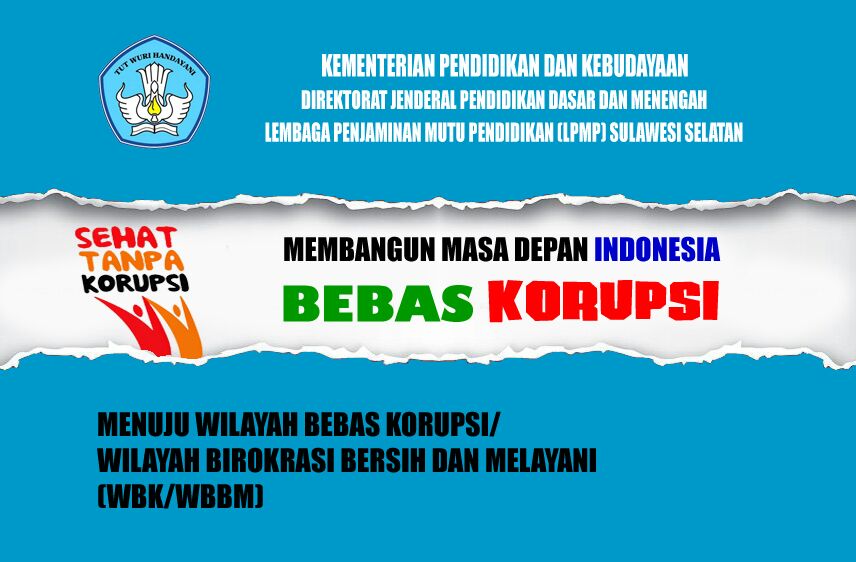 TUT WURI HANDAYANI
KEMENTERIAN PENDIDIKAN DAN KEBUDAYAAN
DIREKTORAT JENDERAL PENDIDIKAN DASAR DAN MENENGAH
LEMBAGA PENJAMINAN MUTU PENDIDIKAN (LPMP) SULAWESI SELATAN
SEHAT
TANPA
KORUPSI
MEMBANGUN MASA DEPAN INDONESIA
BEBAS KORUPSI
MENUJU WILAYAH BEBAS KORUPSI/
WILAYAH BIROKRASI BERSIH DAN MELAYANI
(WBK/WBBM)